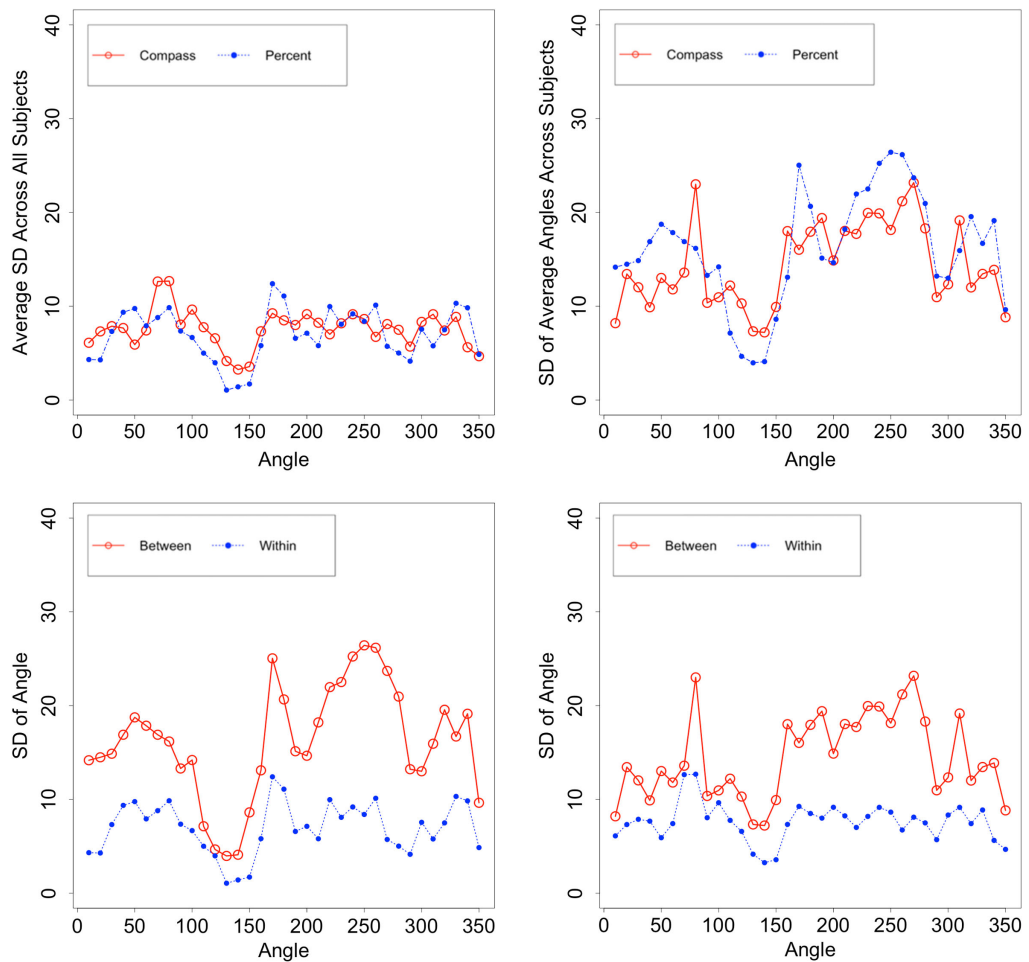 Average SD Across All Subjects
40
30
20
10
0
Compass Percent
0 50 100 150 200 250 300 350
Angle
SD of Average Angles Across Subjects
40
30
20
10
0
Compass Percent
0 50 100 150 200 250 300 350
Angle
SD of Angle
40
30
20
10
0
Between Within
0 50 100 150 200 250 300 350
Angle
SD of Angle
40
30
20
10
0
Between Within
0 50 100 150 200 250 300 350
Angle